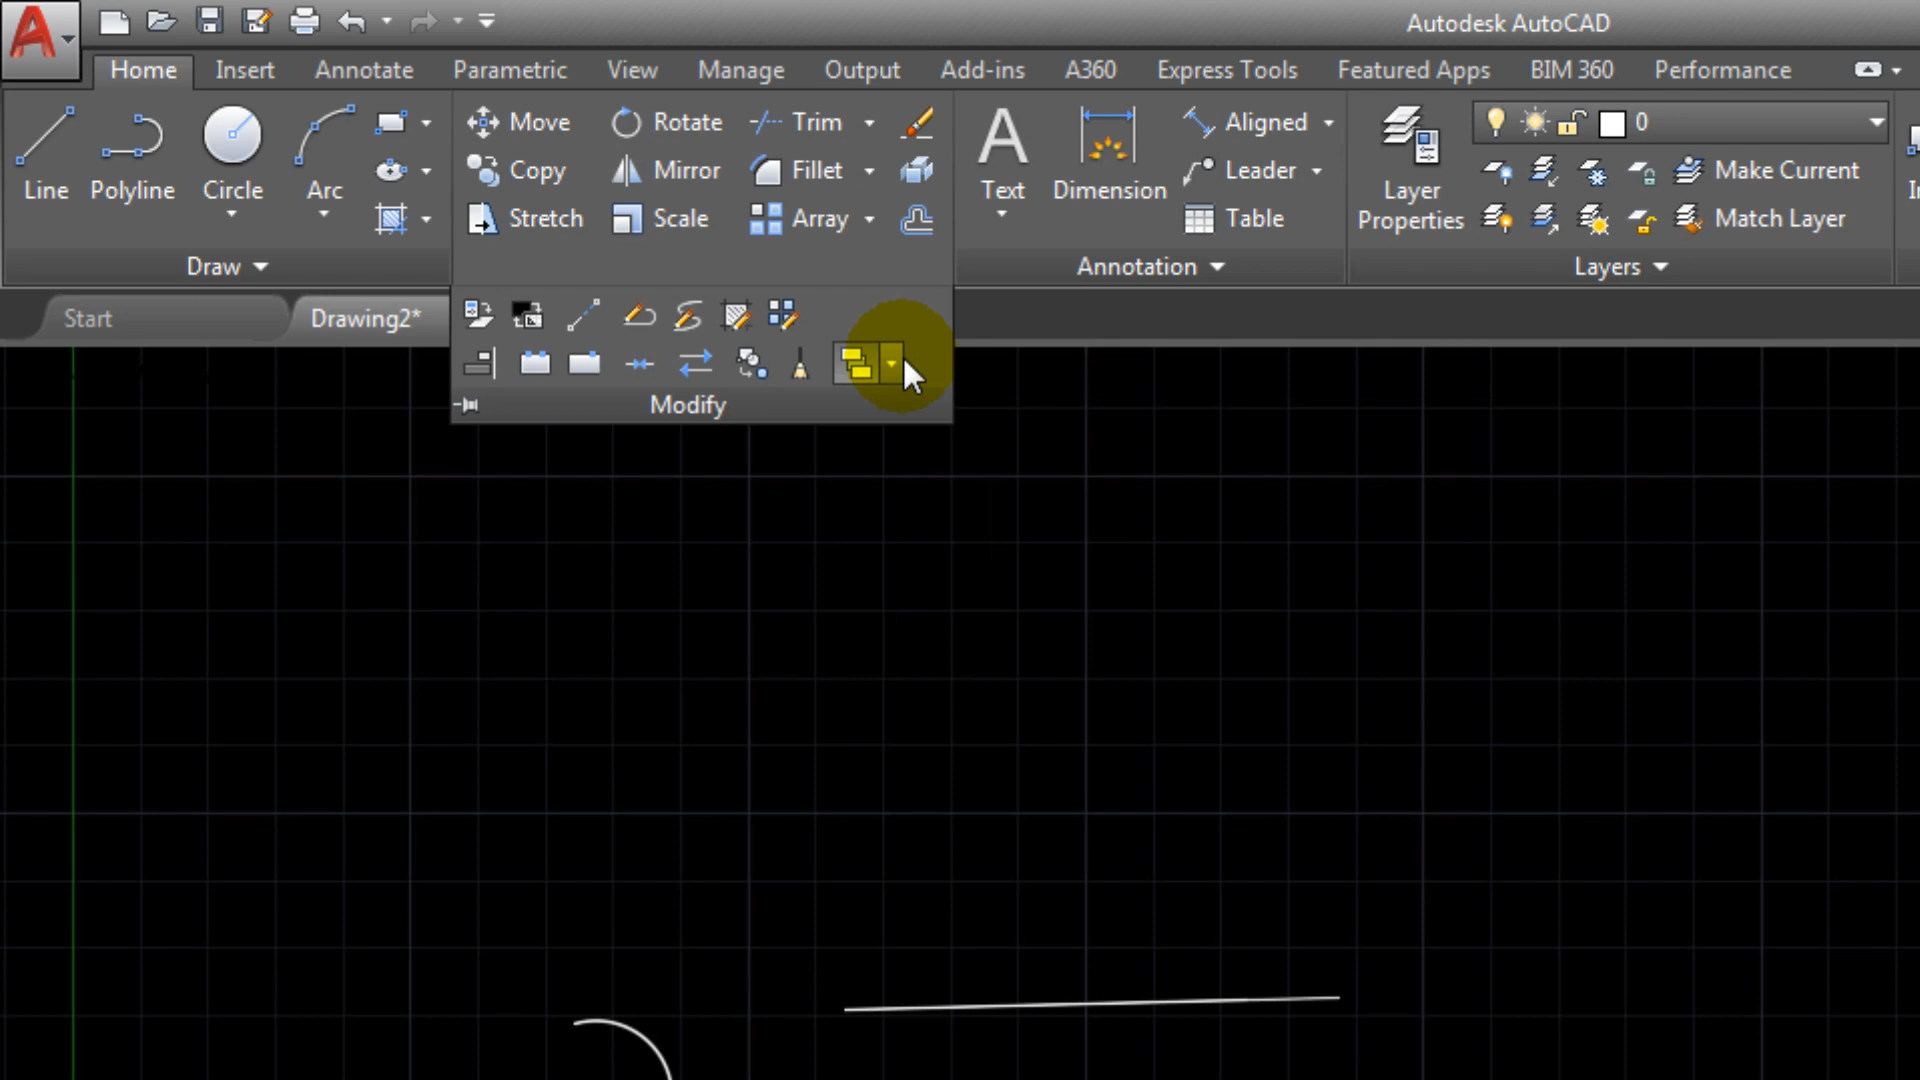 Autodesk AutoCAD
Home Insert Annotate Parametric View Manage Output Add-ins A360 Express Tools Featured Apps BIM 360 Performance
Line Polyline Circle Arc
Move Rotate Trim
Copy Mirror Fillet
Stretch Scale Array
Text Dimension
Aligned
Leader
Table
Layer Properties
0
Make Current
Match Layer
Draw Annotation Layers
Start Drawing2*
Modify